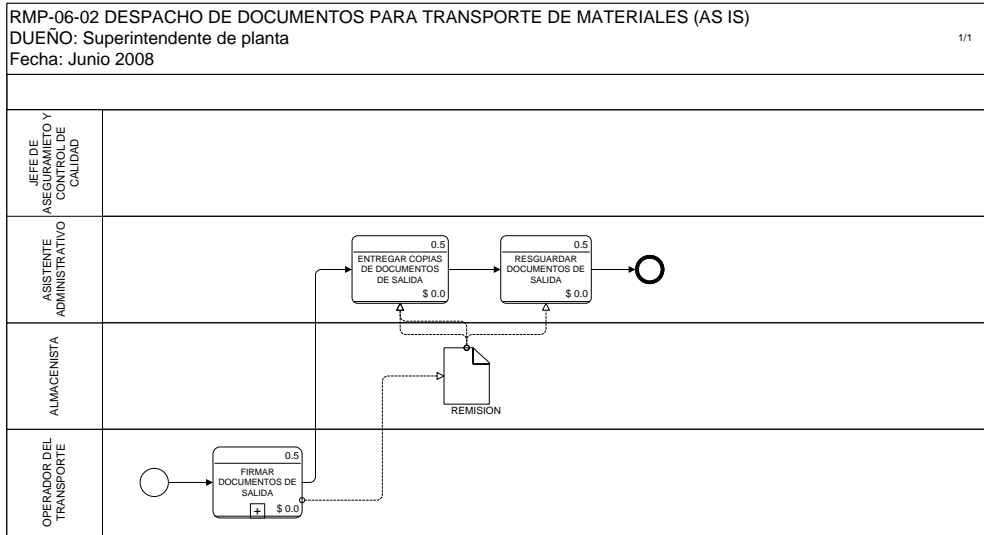 RMP-06-02 DESPACHO DE DOCUMENTOS PARA TRANSPORTE DE MATERIALES (AS IS)
DUEÑO: Superintendente de planta
1/1
Fecha: Junio 2008
JEFE DE
ASEGURAMIETO Y
CONTROL DE
CALIDAD
ASISTENTE
ADMINISTRATIVO
0.5
ENTREGAR COPIAS
DE DOCUMENTOS
DE SALIDA
$ 0.0
0.5
RESGUARDAR
DOCUMENTOS DE
SALIDA
$ 0.0
ALMACENISTA
REMISION
OPERADOR DEL
TRANSPORTE
0.5
FIRMAR
DOCUMENTOS DE
SALIDA
+ $ 0.0